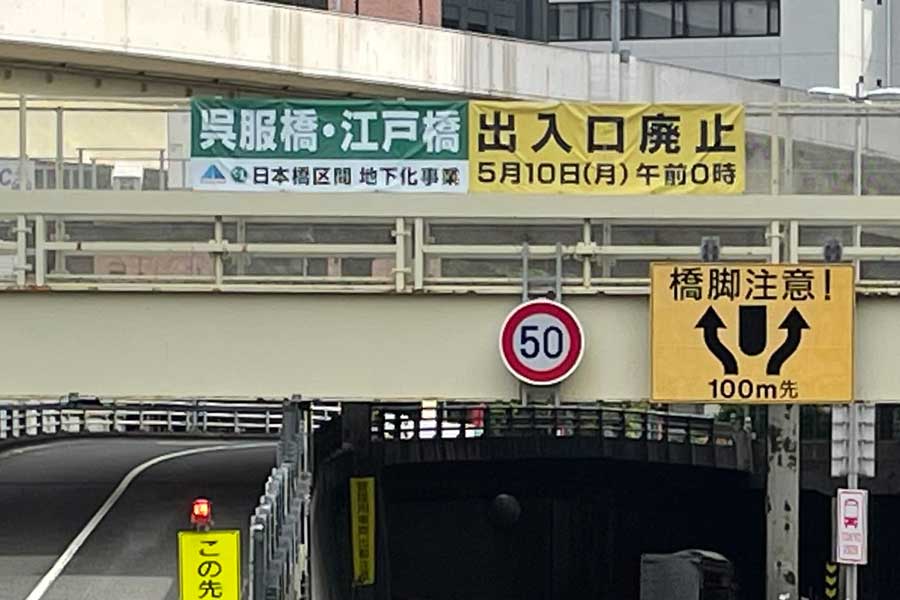 呉服橋・江戸橋
出入口廃止
日本橋区間 地下化事業
5月10日(月)午前0時
橋脚注意!
50
100m先
この先